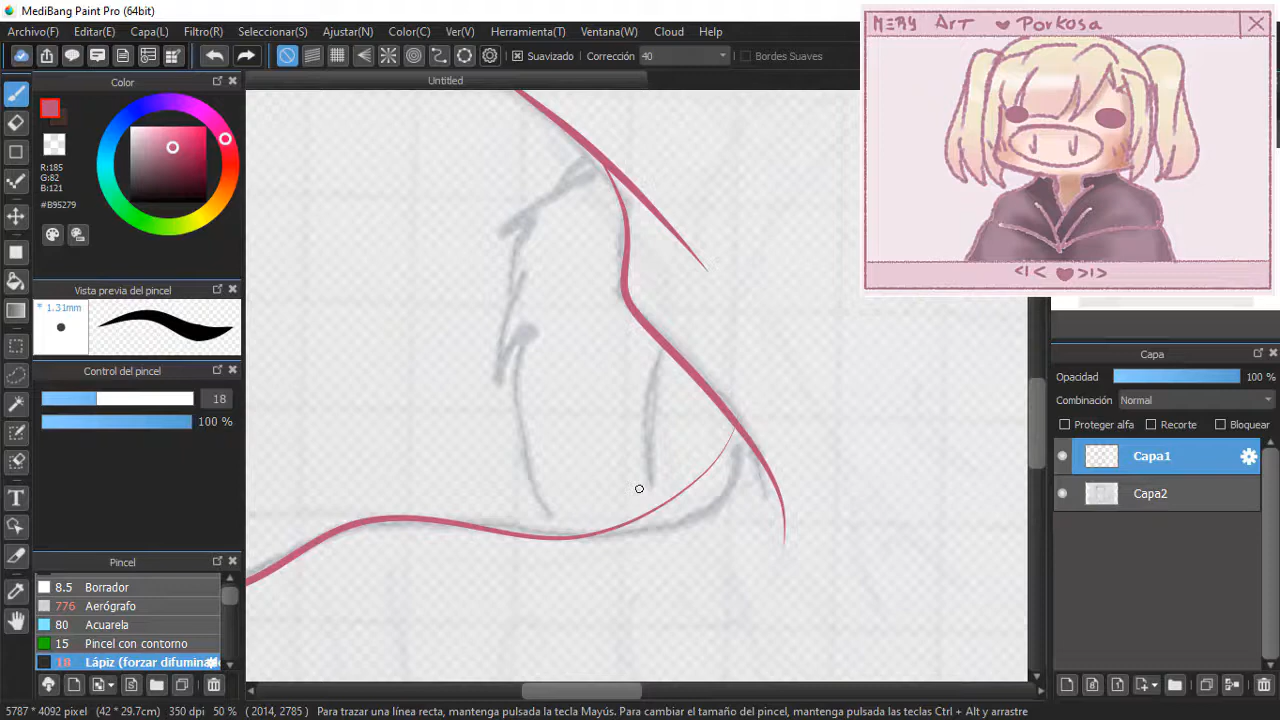 MediBang Paint Pro (64bit)
Archivo(F) Editar(E) Capa(L) Filtro(R) Seleccionar(S) Ajustar(N) Color(C) Ver(V) Herramienta(T) Ventana(W) Cloud Help
Suavizado Corrección 40 Bordes Suaves
Untitled
MERY Art ♥ Porkosa
<1< ♥ >1>
Color
R:185
G:82
B:121
#B95279
Vista previa del pincel
* 1.31mm
Control del pincel
18
100 %
Pincel
8.5 Borrador
776 Aerógrafo
80 Acuarela
15 Pincel con contorno
18 Lápiz (forzar difumina
Capa
Opacidad 100 %
Combinación Normal
Proteger alfa Recorte Bloquear
Capa1
Capa2
5787 * 4092 pixel (42 * 29.7cm) 350 dpi 50 % ( 2014, 2785 ) Para trazar una línea recta, mantenga pulsada la tecla Mayús. Para cambiar el tamaño del pincel, mantenga pulsada las teclas Ctrl + Alt y arrastre